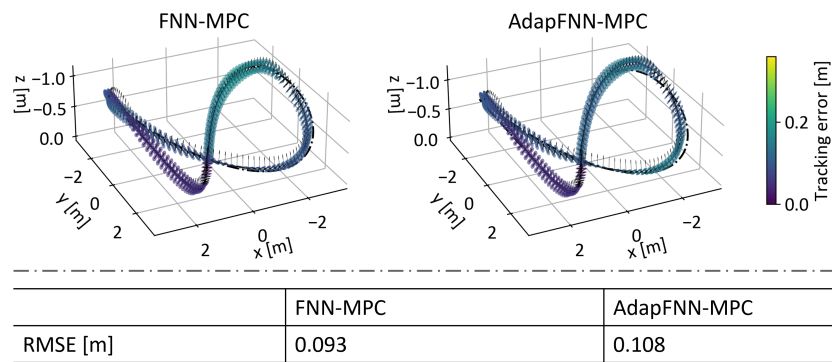 FNN-MPC
AdapFNN-MPC
z [m]
−1.0
−0.5
0.0
y [m]
−2
0
2
2
0
−2
x [m]
z [m]
−1.0
−0.5
0.0
y [m]
−2
0
2
2
0
−2
x [m]
0.2
0.0
Tracking error [m]
FNN-MPC AdapFNN-MPC
RMSE [m] 0.093 0.108